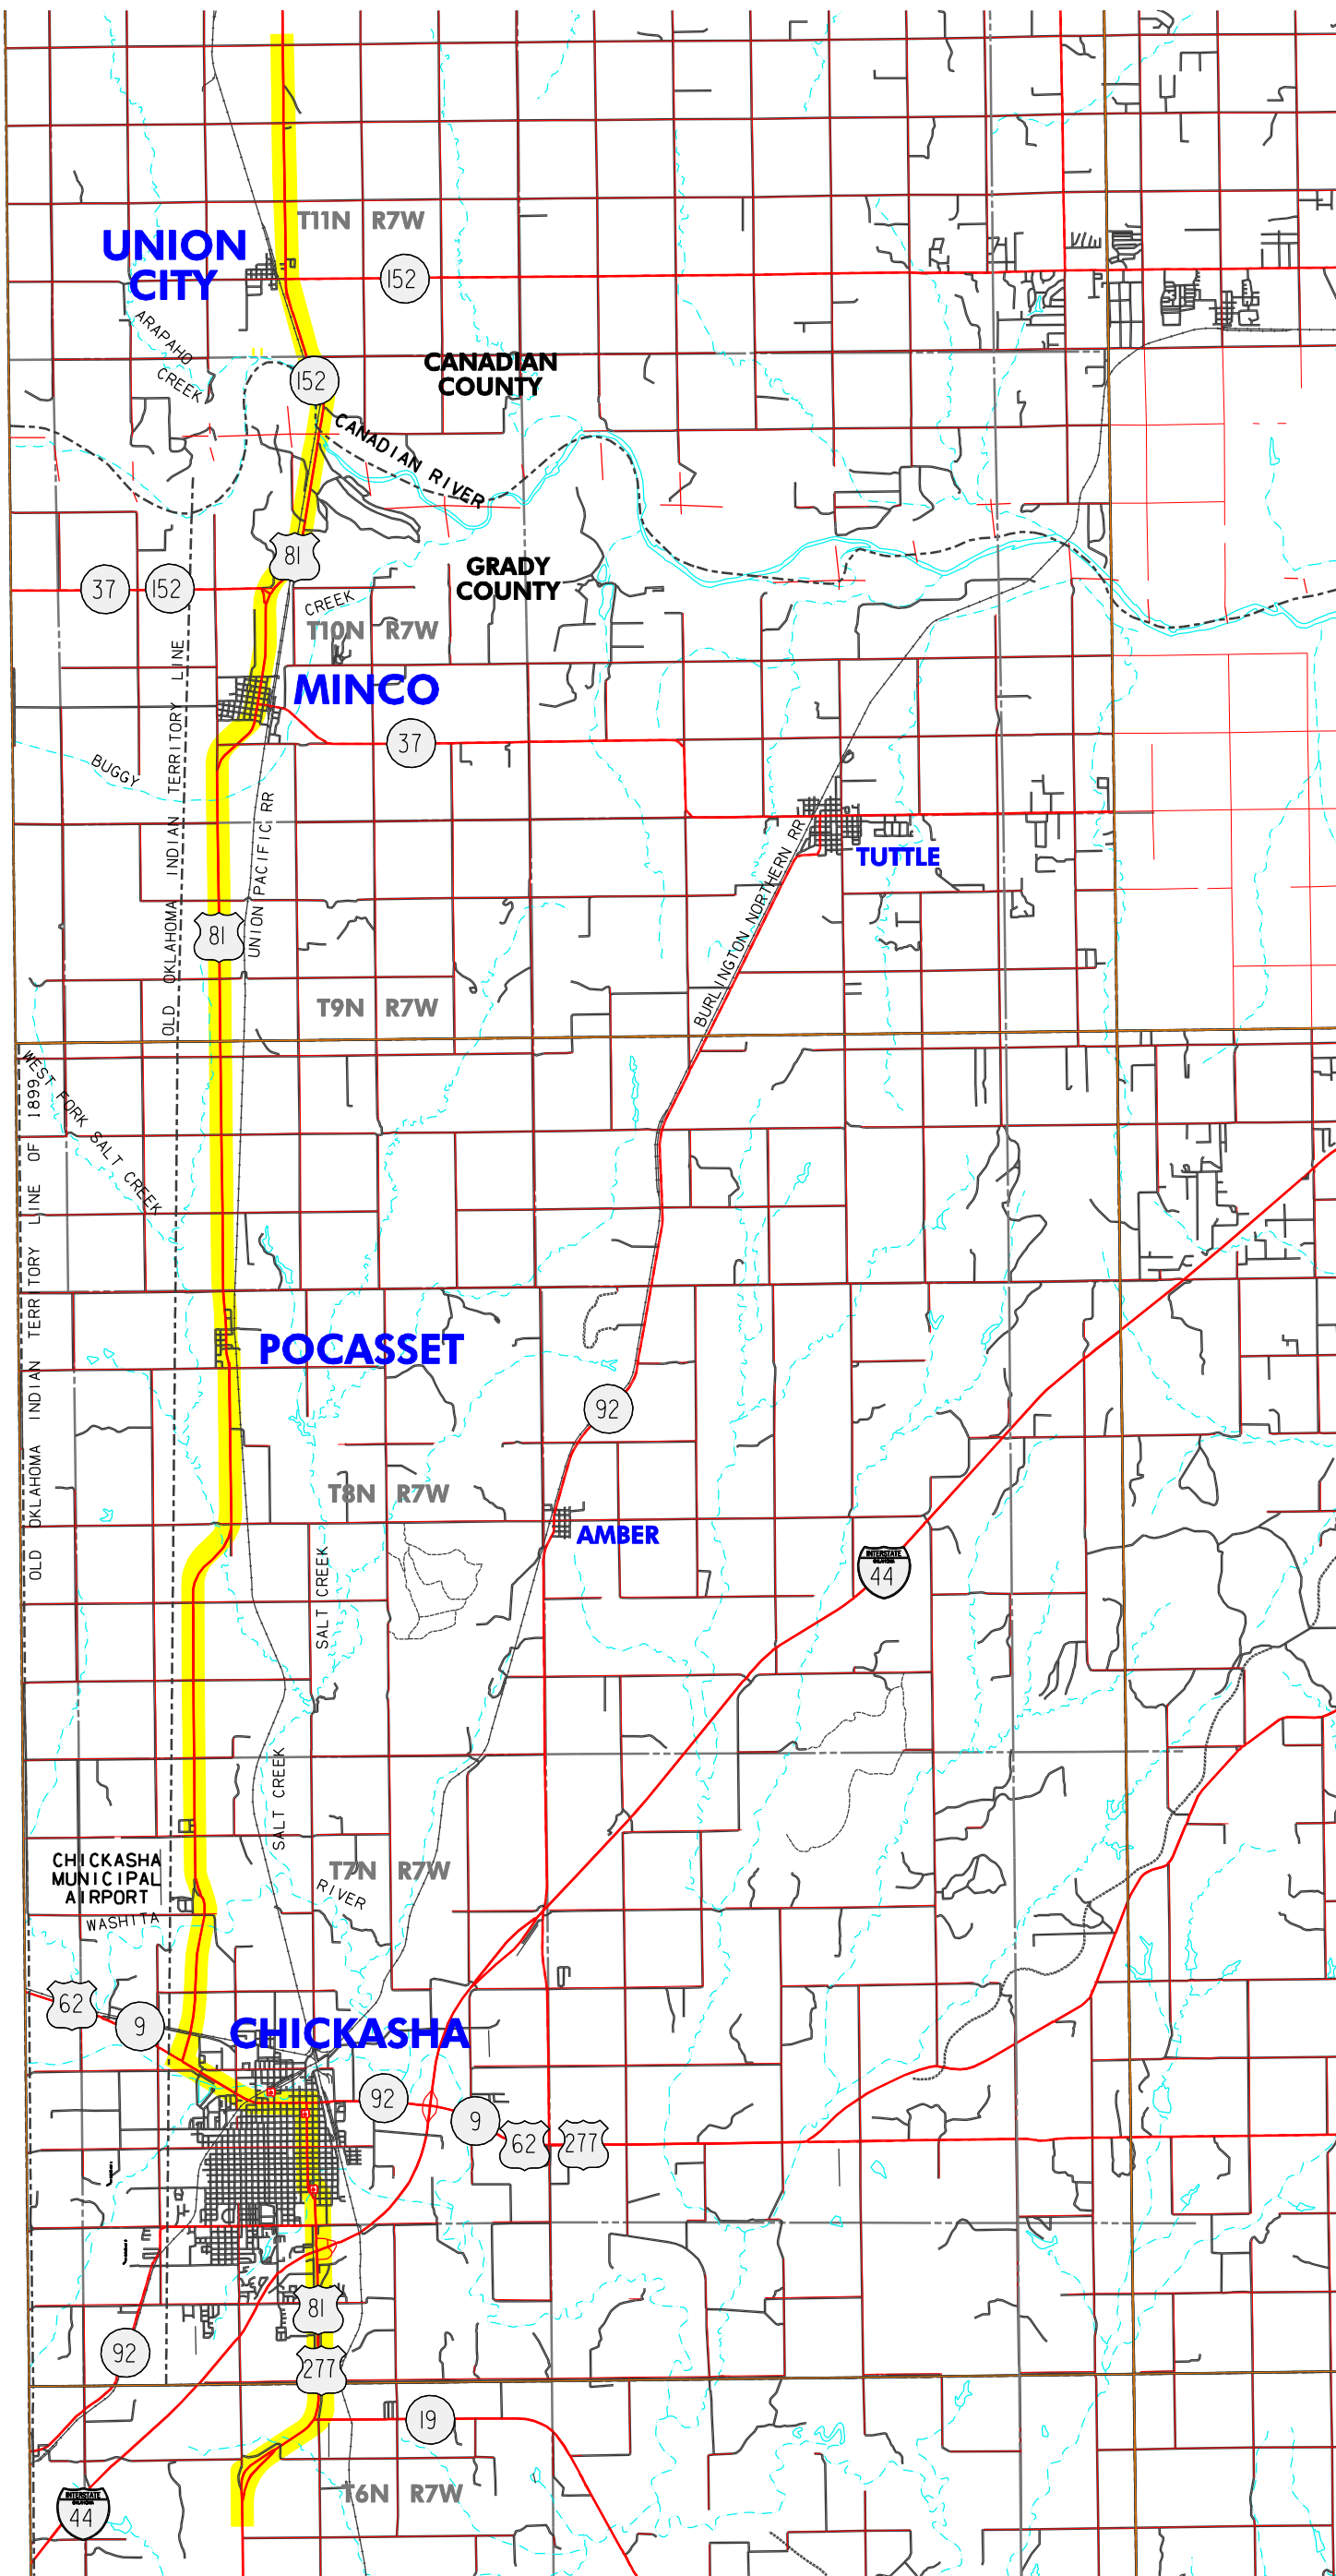 T11N R7W
UNION
CITY
152
ARAPAHO
CREEK
152
CANADIAN
COUNTY
CANADIAN RIVER
81
GRADY
COUNTY
37
152
CREEK
T10N R7W
MINCO
37
BUGGY
OLD OKLAHOMA INDIAN TERRITORY LINE
UNION PACIFIC RR
BURLINGTON NORTHERN RR
TUTTLE
81
T9N R7W
WEST FORK SALT CREEK
OLD OKLAHOMA INDIAN TERRITORY LINE OF 1899
POCASSET
92
T8N R7W
AMBER
SALT CREEK
INTERSTATE
OKLAHOMA
44
SALT CREEK
CHICKASHA
MUNICIPAL
AIRPORT
T7N R7W
RIVER
WASHITA
62
9
CHICKASHA
92
9
62
277
81
92
277
19
T6N R7W
INTERSTATE
OKLAHOMA
44